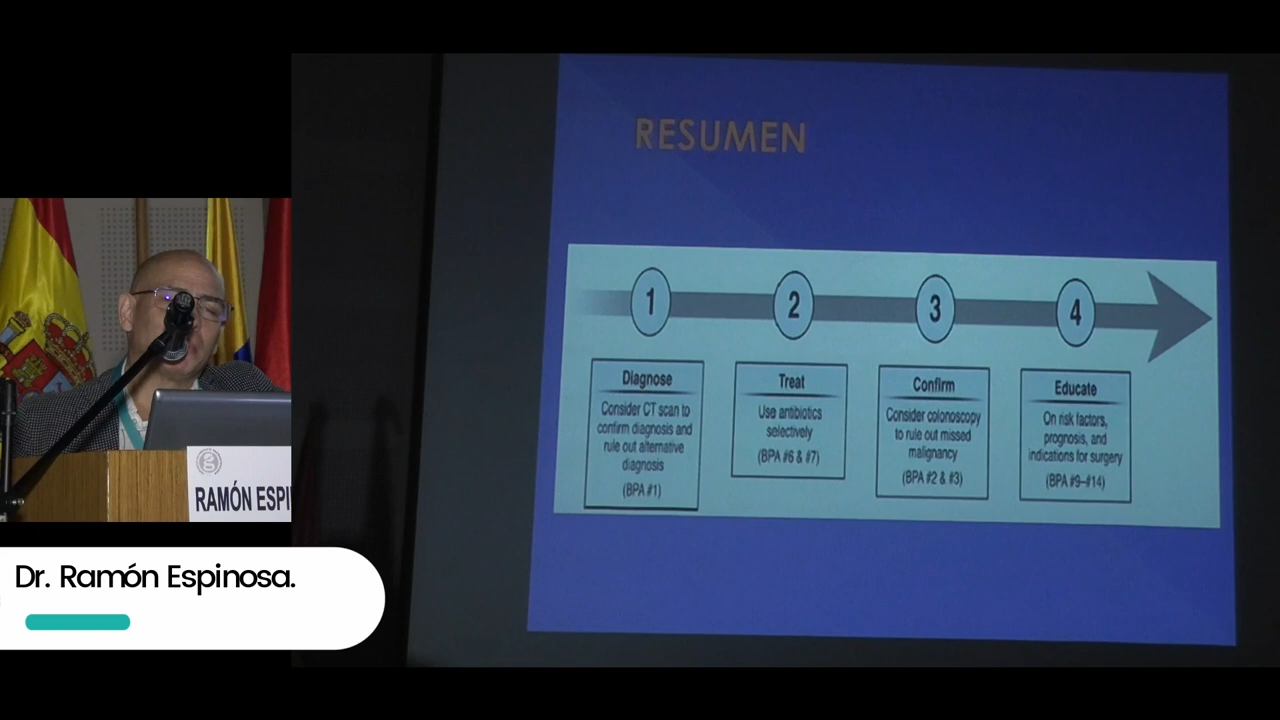 RESUMEN
1
2
3
4
Diagnose
Consider CT scan to
confirm diagnosis and
rule out alternative
diagnosis
(BPA #1)
Treat
Use antibiotics
selectively
(BPA #6 & #7)
Confirm
Consider colonoscopy
to rule out missed
malignancy
(BPA #2 & #3)
Educate
On risk factors,
prognosis, and
indications for surgery
(BPA #9–#14)
RAMÓN ESPI
Dr. Ramón Espinosa.